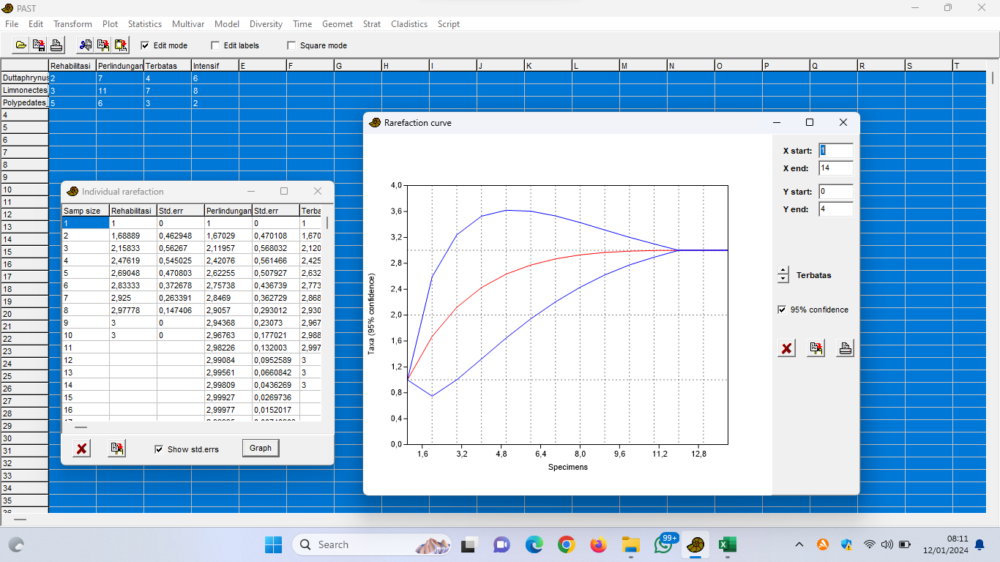 PAST
File Edit Transform Plot Statistics Multivar Model Diversity Time Geomet Strat Cladistics Script
Edit mode Edit labels Square mode
Rehabilitasi Perlindungan Terbatas Intensif E F G H I J K L M N O P Q R S T
Duttaphrynus 2 7 4 6
Limnonectes 3 11 7 8
Polypedates_ 5 6 3 2
4
5
6
7
8
9
10
11
12
13
14
15
16
17
18
19
20
21
22
23
24
25
26
27
28
29
30
31
32
33
34
35
36
Individual rarefaction
Samp size Rehabilitasi Std.err Perlindungan Std.err Terba
1 1 0 1 0 1
2 1,68889 0,462948 1,67029 0,470108 1,670
3 2,15833 0,56267 2,11957 0,568032 2,120
4 2,47619 0,545025 2,42076 0,561466 2,425
5 2,69048 0,470803 2,62255 0,507927 2,632
6 2,83333 0,372678 2,75738 0,436739 2,773
7 2,925 0,263391 2,8469 0,362729 2,868
8 2,97778 0,147406 2,9057 0,293012 2,930
9 3 0 2,94368 0,23073 2,967
10 3 0 2,96763 0,177021 2,988
11 2,98226 0,132003 2,997
12 2,99084 0,0952589 3
13 2,99561 0,0660842 3
14 2,99809 0,0436269 3
15 2,99927 0,0269736
16 2,99977 0,0152017
Show std.errs Graph
Rarefaction curve
X start: 1
X end: 14
Y start: 0
Y end: 4
Terbatas
95% confidence
Taxa (95% confidence)
4,0
3,6
3,2
2,8
2,4
2,0
1,6
1,2
0,8
0,4
0,0
1,6 3,2 4,8 6,4 8,0 9,6 11,2 12,8
Specimens
Search
99+
08:11
12/01/2024